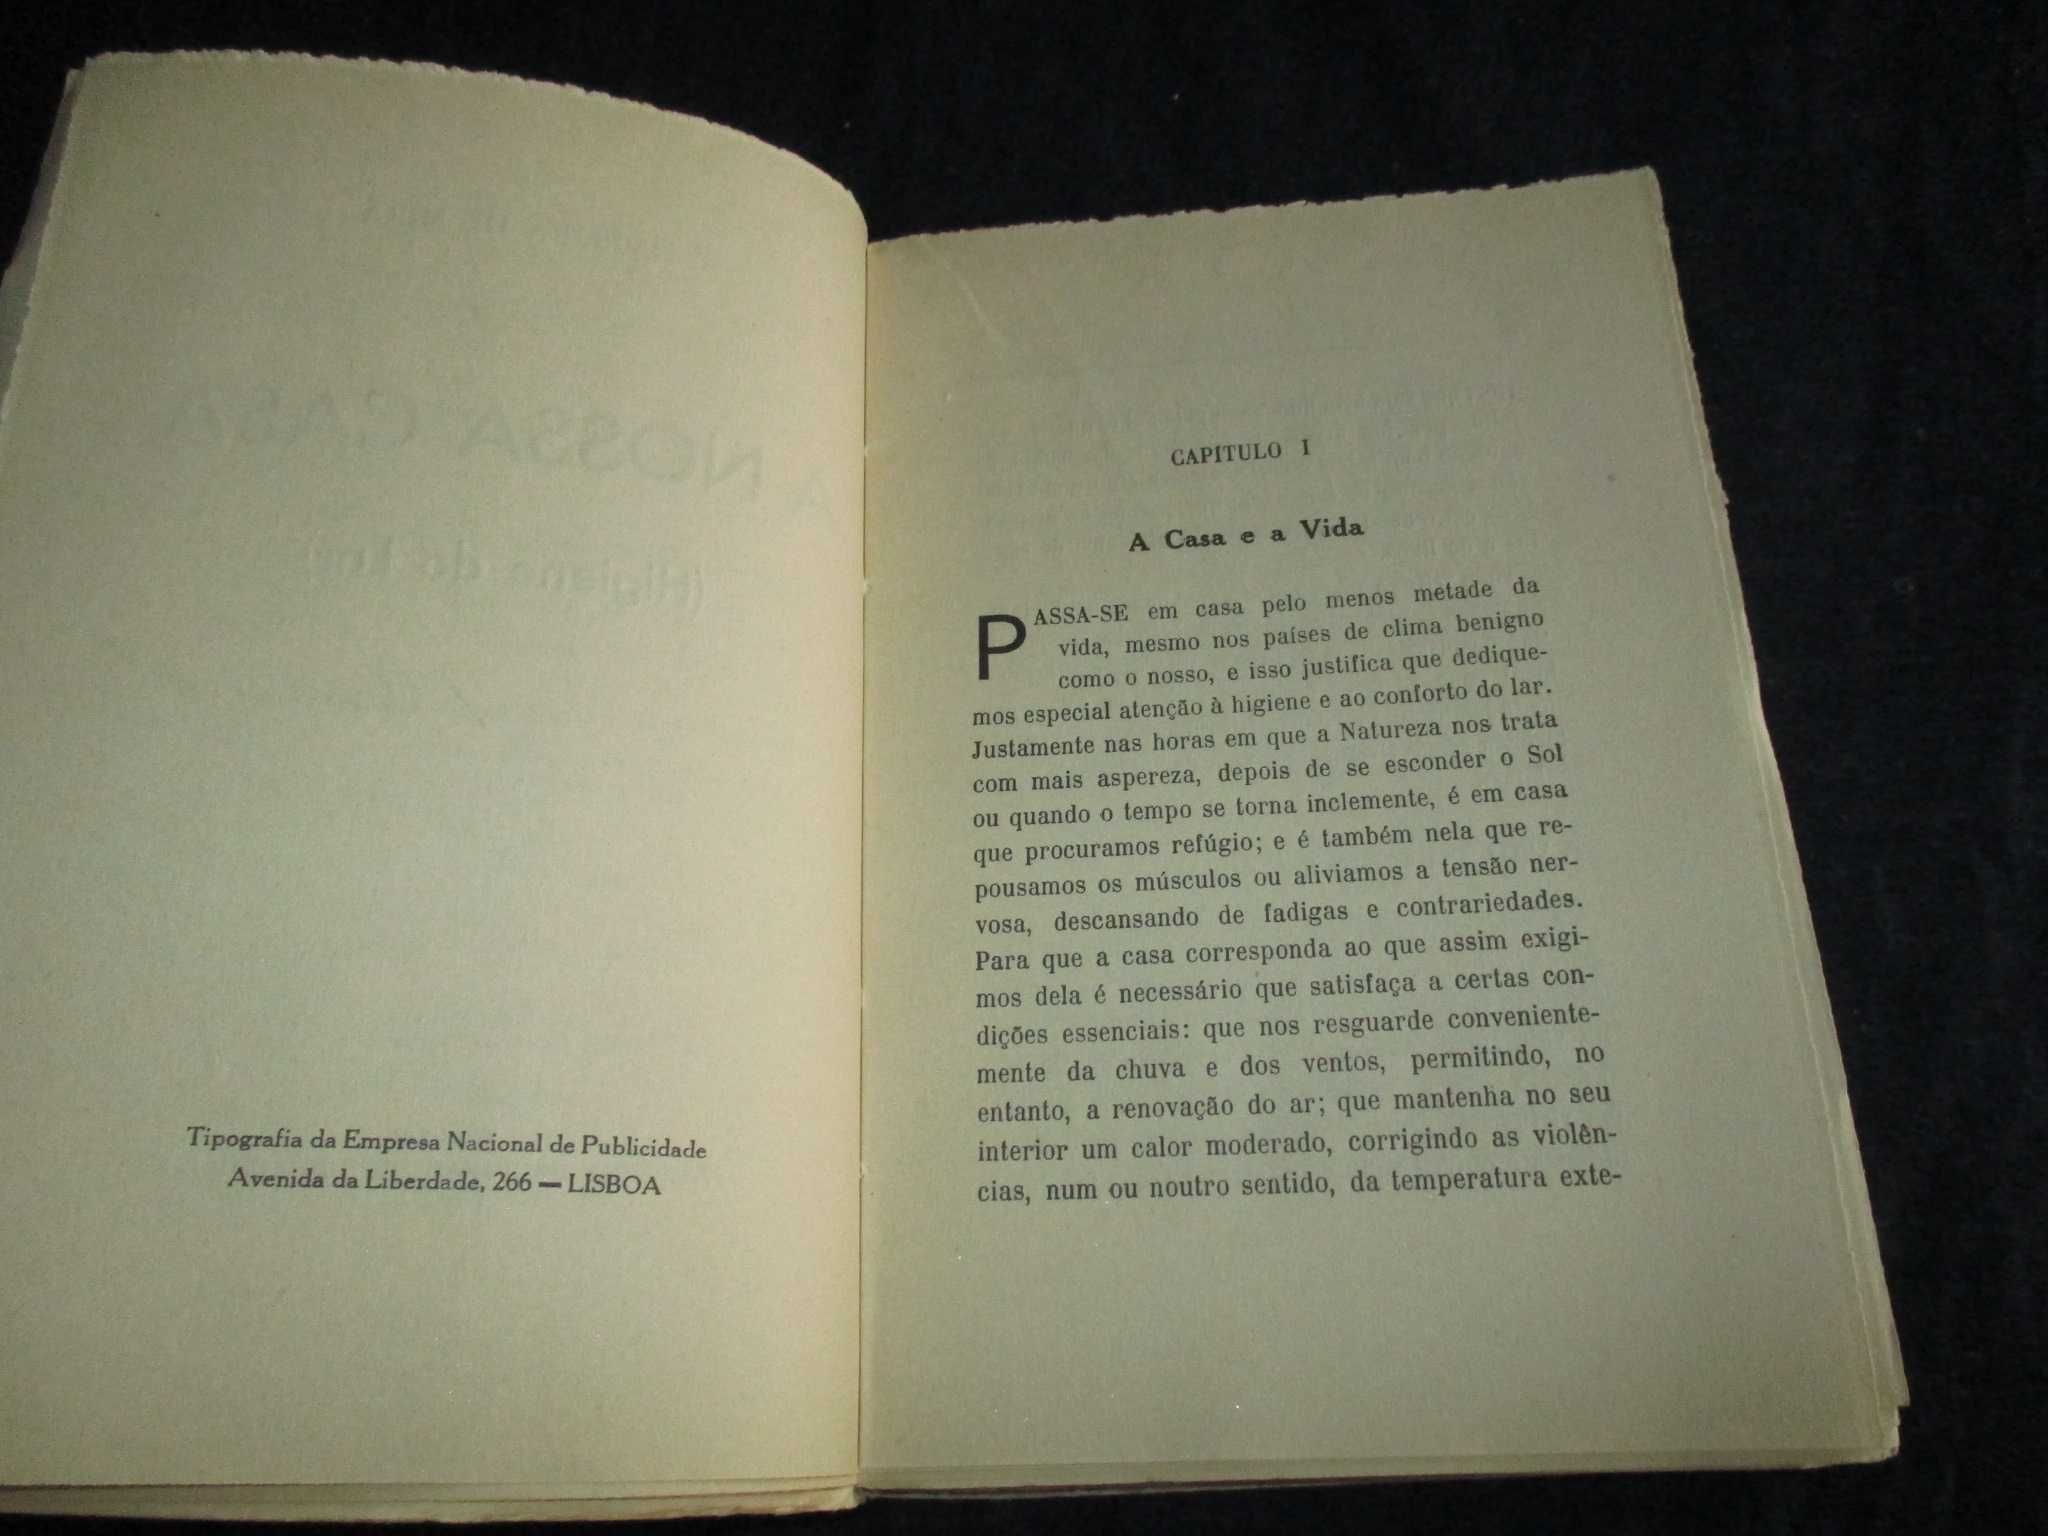 A NOSSA CASA
(Higiene do
Tipografia da Empresa Nacional de Publicidade
Avenida da Liberdade, 266 — LISBOA
CAPÍTULO I
A Casa e a Vida
PASSA-SE em casa pelo menos metade da
vida, mesmo nos países de clima benigno
como o nosso, e isso justifica que dedique-
mos especial atenção à higiene e ao conforto do lar.
Justamente nas horas em que a Natureza nos trata
com mais aspereza, depois de se esconder o Sol
ou quando o tempo se torna inclemente, é em casa
que procuramos refúgio; e é também nela que re-
pousamos os músculos ou aliviamos a tensão ner-
vosa, descansando de fadigas e contrariedades.
Para que a casa corresponda ao que assim exigi-
mos dela é necessário que satisfaça a certas con-
dições essenciais: que nos resguarde conveniente-
mente da chuva e dos ventos, permitindo, no
entanto, a renovação do ar; que mantenha no seu
interior um calor moderado, corrigindo as violên-
cias, num ou noutro sentido, da temperatura exte-